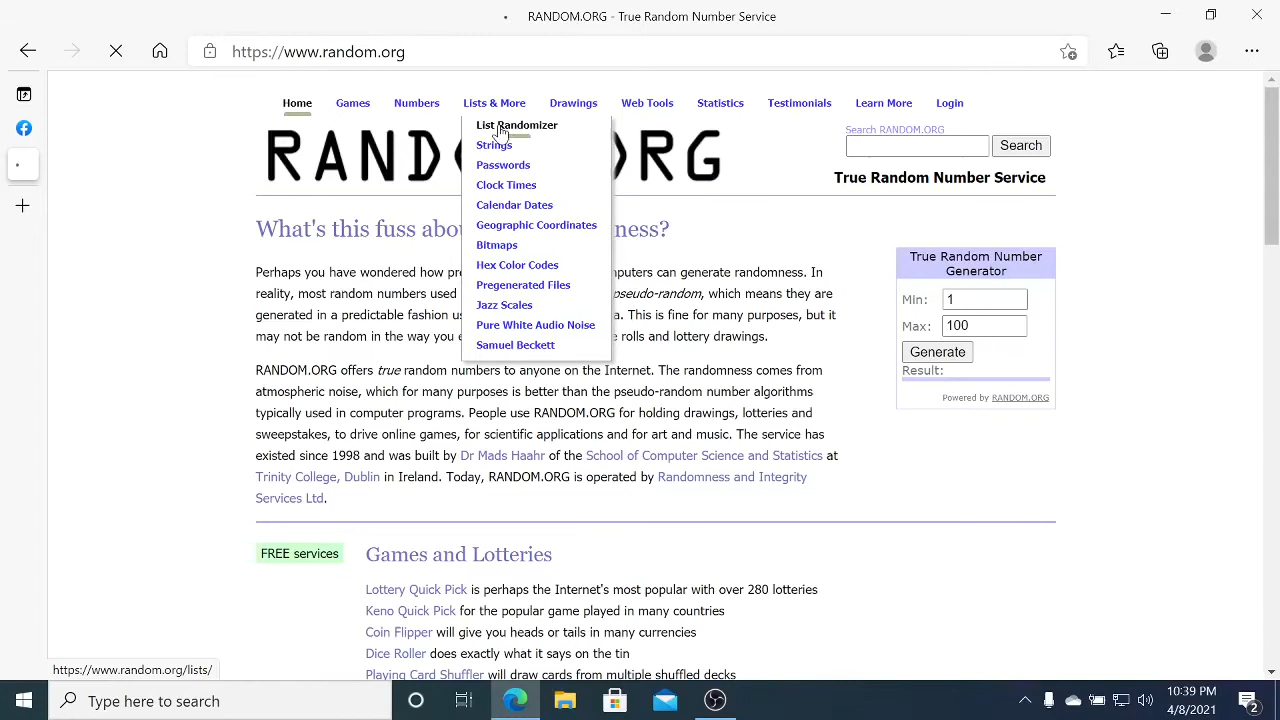 RANDOM.ORG - True Random Number Service
https://www.random.org
Home Games Numbers Lists & More Drawings Web Tools Statistics Testimonials Learn More Login
List Randomizer
Strings
Passwords
Clock Times
Calendar Dates
Geographic Coordinates
Bitmaps
Hex Color Codes
Pregenerated Files
Jazz Scales
Pure White Audio Noise
Samuel Beckett
RAND ORG
Search RANDOM.ORG
Search
True Random Number Service
What's this fuss abo ness?
Perhaps you have wondered how pre mputers can generate randomness. In
reality, most random numbers used pseudo-random, which means they are
generated in a predictable fashion us a. This is fine for many purposes, but it
may not be random in the way you e rolls and lottery drawings.
RANDOM.ORG offers true random numbers to anyone on the Internet. The randomness comes from
atmospheric noise, which for many purposes is better than the pseudo-random number algorithms
typically used in computer programs. People use RANDOM.ORG for holding drawings, lotteries and
sweepstakes, to drive online games, for scientific applications and for art and music. The service has
existed since 1998 and was built by Dr Mads Haahr of the School of Computer Science and Statistics at
Trinity College, Dublin in Ireland. Today, RANDOM.ORG is operated by Randomness and Integrity
Services Ltd.
True Random Number
Generator
Min: 1
Max: 100
Generate
Result:
Powered by RANDOM.ORG
FREE services
Games and Lotteries
Lottery Quick Pick is perhaps the Internet's most popular with over 280 lotteries
Keno Quick Pick for the popular game played in many countries
Coin Flipper will give you heads or tails in many currencies
Dice Roller does exactly what it says on the tin
Playing Card Shuffler will draw cards from multiple shuffled decks
https://www.random.org/lists/
Type here to search
10:39 PM
4/8/2021
2